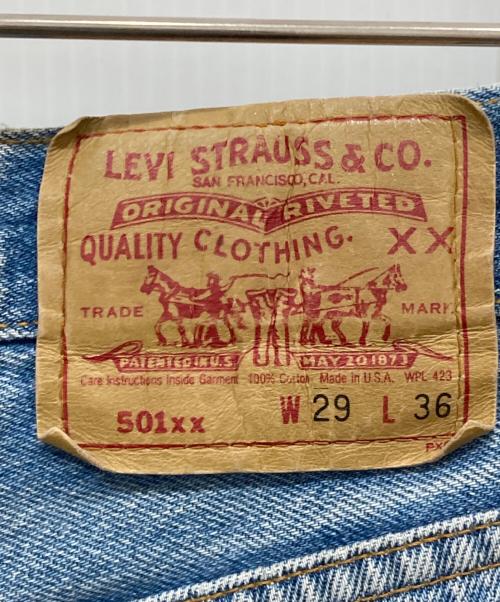 LEVI STRAUSS & CO.
SAN FRANCISCO, CAL.
ORIGINAL RIVETED
QUALITY CLOTHING. XX
TRADE MARK
PATENTED IN U.S. MAY 20 1873
Care Instructions Inside Garment 100% Cotton Made in U.S.A. WPL 423
501xx W 29 L 36